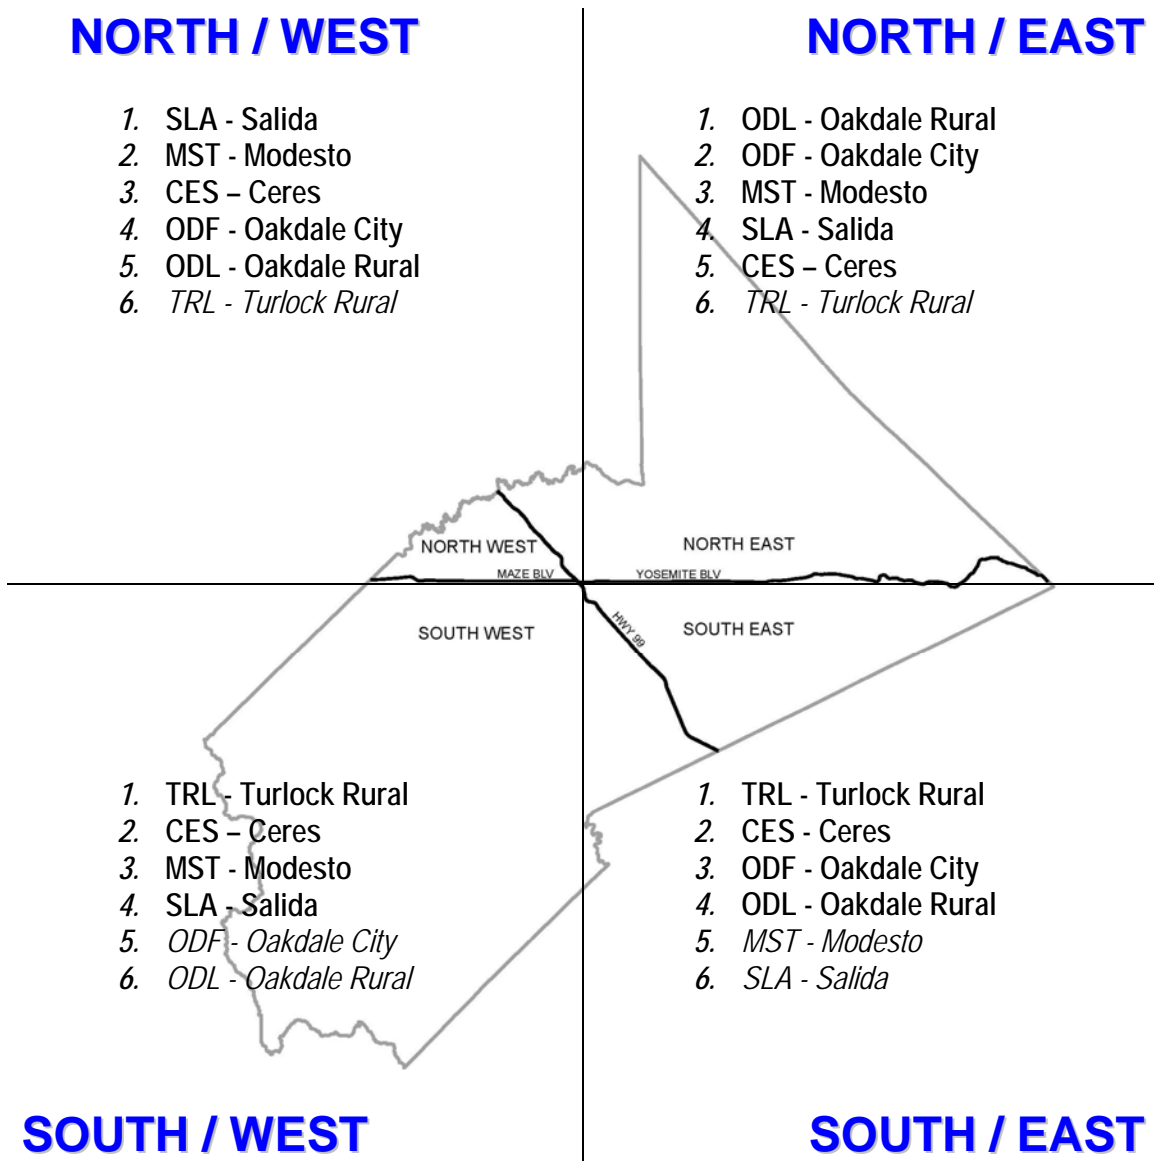 NORTH / WEST
1. SLA - Salida
2. MST - Modesto
3. CES – Ceres
4. ODF - Oakdale City
5. ODL - Oakdale Rural
6. TRL - Turlock Rural
NORTH / EAST
1. ODL - Oakdale Rural
2. ODF - Oakdale City
3. MST - Modesto
4. SLA - Salida
5. CES – Ceres
6. TRL - Turlock Rural
NORTH WEST
NORTH EAST
MAZE BLV
YOSEMITE BLV
SOUTH WEST
HWY 99
SOUTH EAST
1. TRL - Turlock Rural
2. CES – Ceres
3. MST - Modesto
4. SLA - Salida
5. ODF - Oakdale City
6. ODL - Oakdale Rural
SOUTH / WEST
1. TRL - Turlock Rural
2. CES - Ceres
3. ODF - Oakdale City
4. ODL - Oakdale Rural
5. MST - Modesto
6. SLA - Salida
SOUTH / EAST